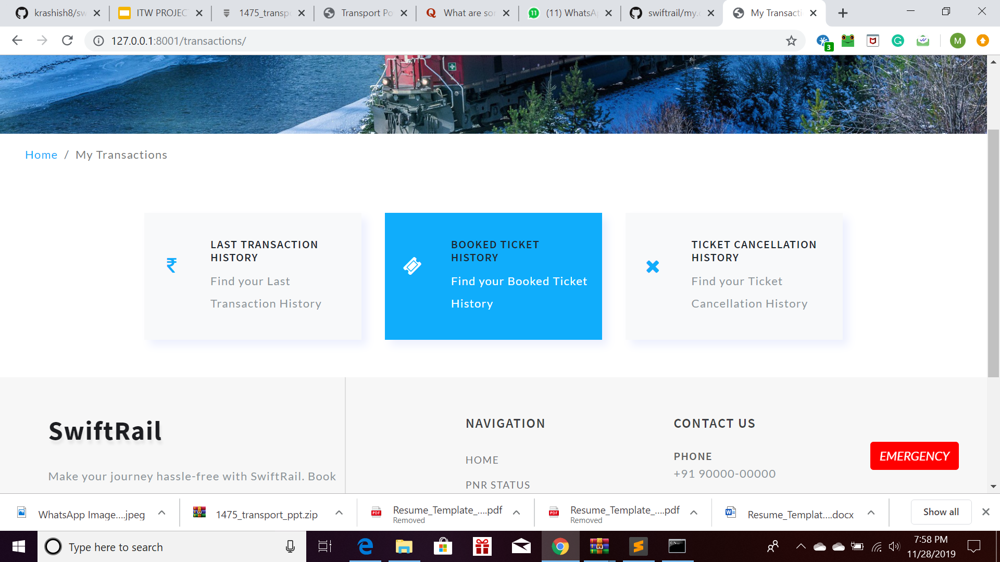 krashish8/sw
ITW PROJEC
1475_transpo
Transport Po
What are sor
(11) WhatsAp
swiftrail/my.c
My Transacti
127.0.0.1:8001/transactions/
3
M
Home / My Transactions
LAST TRANSACTION
HISTORY
Find your Last
Transaction History
BOOKED TICKET
HISTORY
Find your Booked Ticket
History
TICKET CANCELLATION
HISTORY
Find your Ticket
Cancellation History
SwiftRail
Make your journey hassle-free with SwiftRail. Book
NAVIGATION
HOME
PNR STATUS
CONTACT US
PHONE
+91 90000-00000
EMERGENCY
WhatsApp Image....jpeg
1475_transport_ppt.zip
Resume_Template_....pdf
Removed
Resume_Template_....pdf
Removed
Resume_Templat....docx
Show all
Type here to search
7:58 PM
11/28/2019